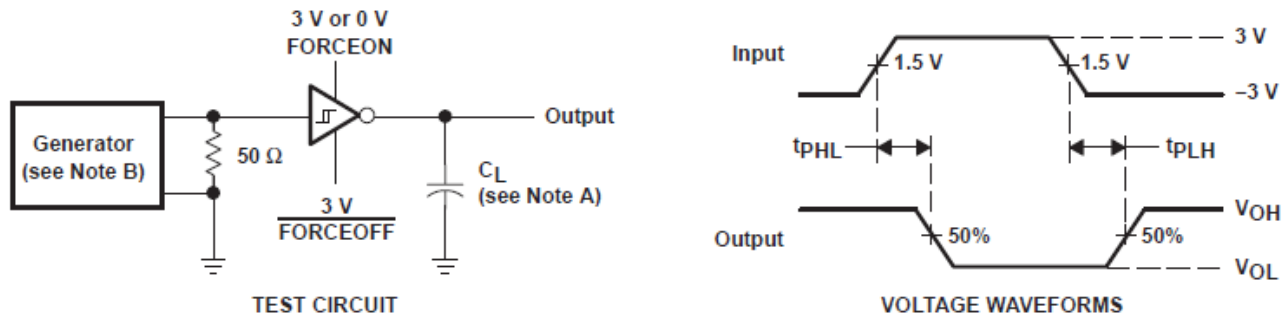 3 V or 0 V
FORCEON
Generator
(see Note B)
50 Ω
Output
CL
(see Note A)
3 V
FORCEOFF
TEST CIRCUIT
Input
1.5 V
1.5 V
3 V
–3 V
tPHL
tPLH
Output
50%
50%
VOH
VOL
VOLTAGE WAVEFORMS